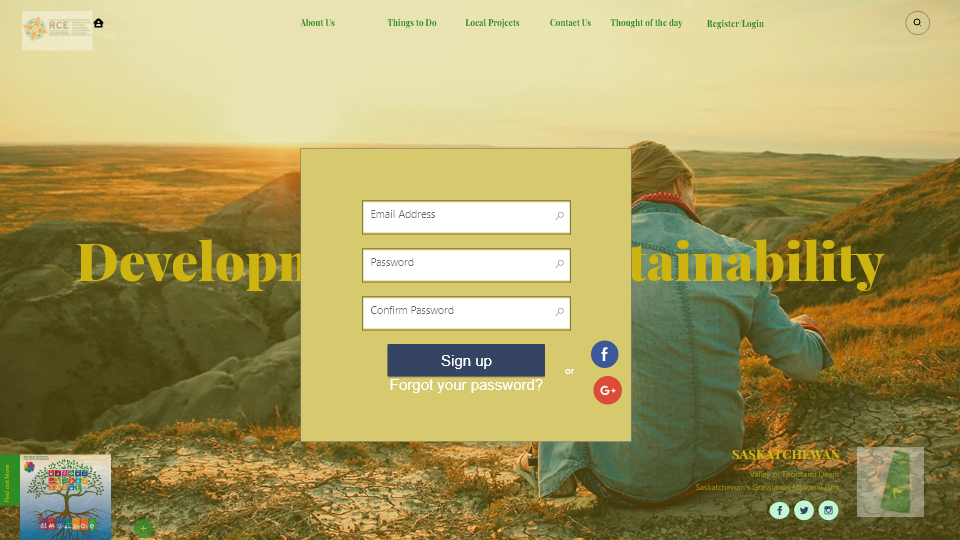 RCE
About Us
Things to Do
Local Projects
Contact Us
Thought of the day
Register/Login
Email Address
Developm
tainability
Password
Confirm Password
Sign up
or
Forgot your password?
f
G+
SASKATCHEWAN
Valley of Thousand Devils
Saskatchewan's Grasslands National Park
Find out More
+
f